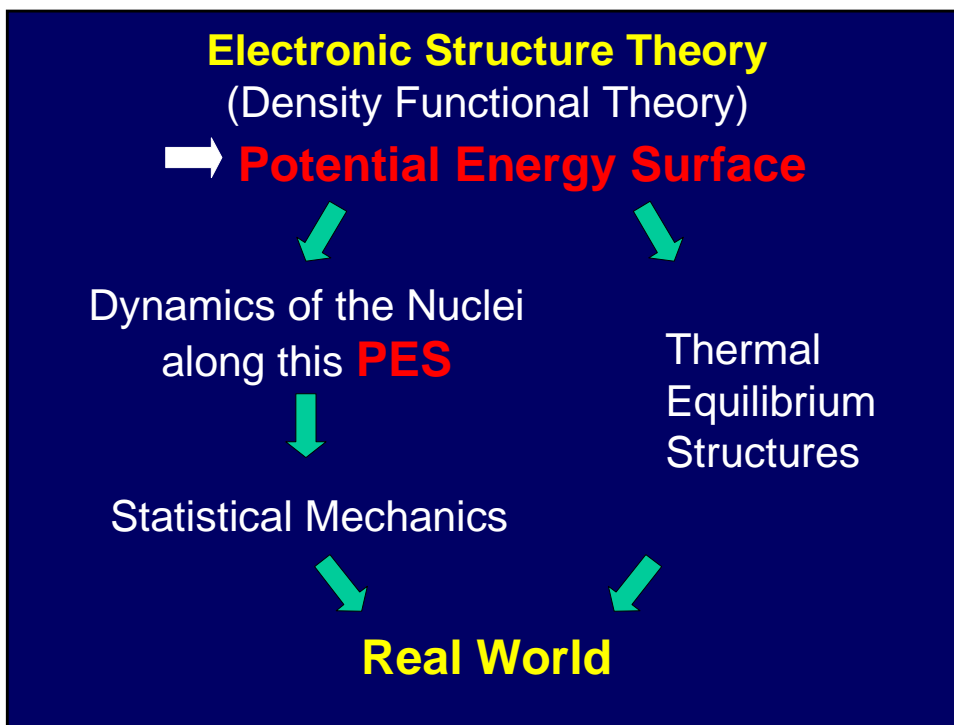 Electronic Structure Theory
(Density Functional Theory)
Potential Energy Surface
Dynamics of the Nuclei
along this PES
Thermal
Equilibrium
Structures
Statistical Mechanics
Real World